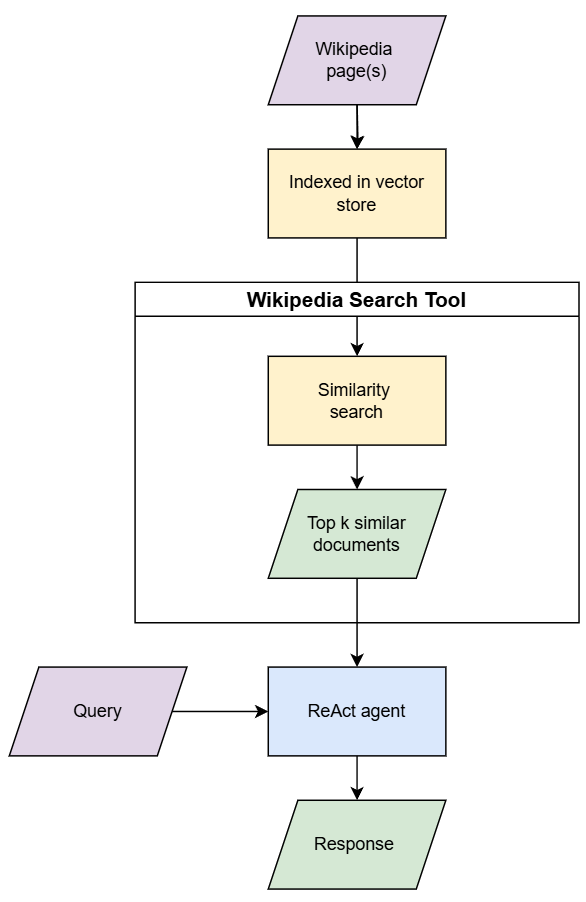 Wikipedia
page(s)
Indexed in vector
store
Wikipedia Search Tool
Similarity
search
Top k similar
documents
Query
ReAct agent
Response